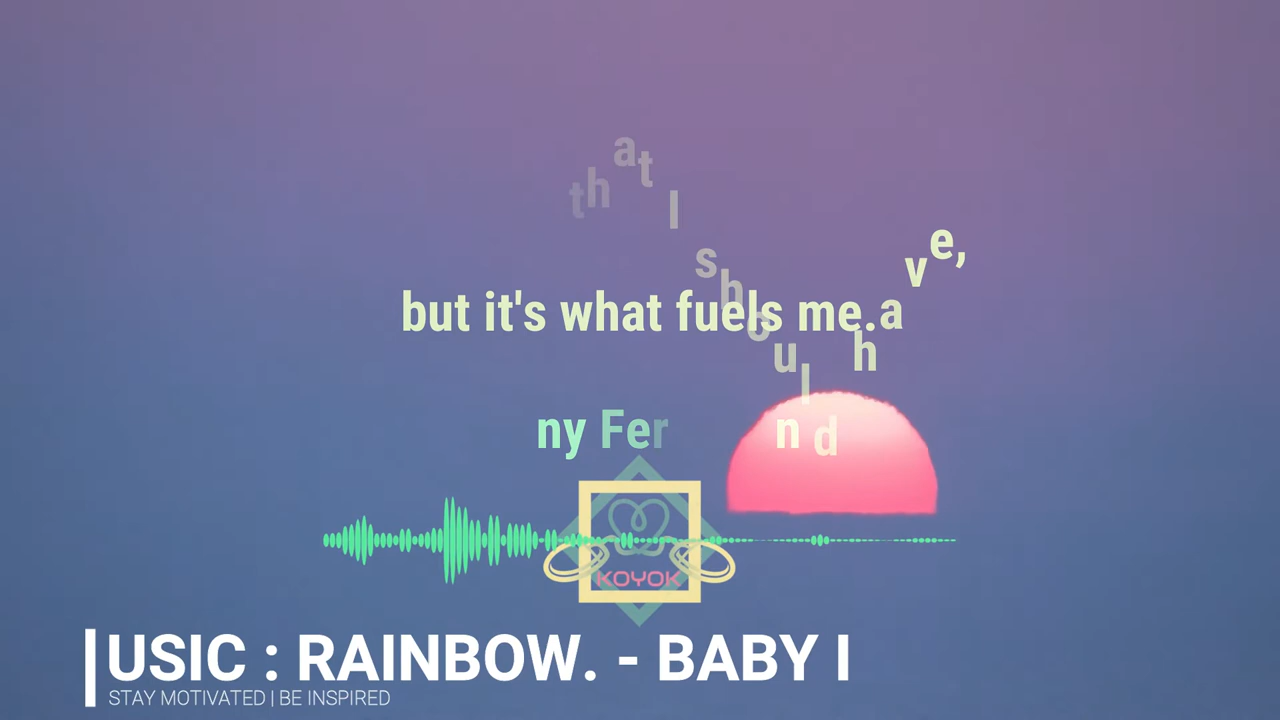 that I should have,
but it's what fuels me.
ny Fer
n
KOYOK
USIC : RAINBOW. - BABY I
STAY MOTIVATED | BE INSPIRED